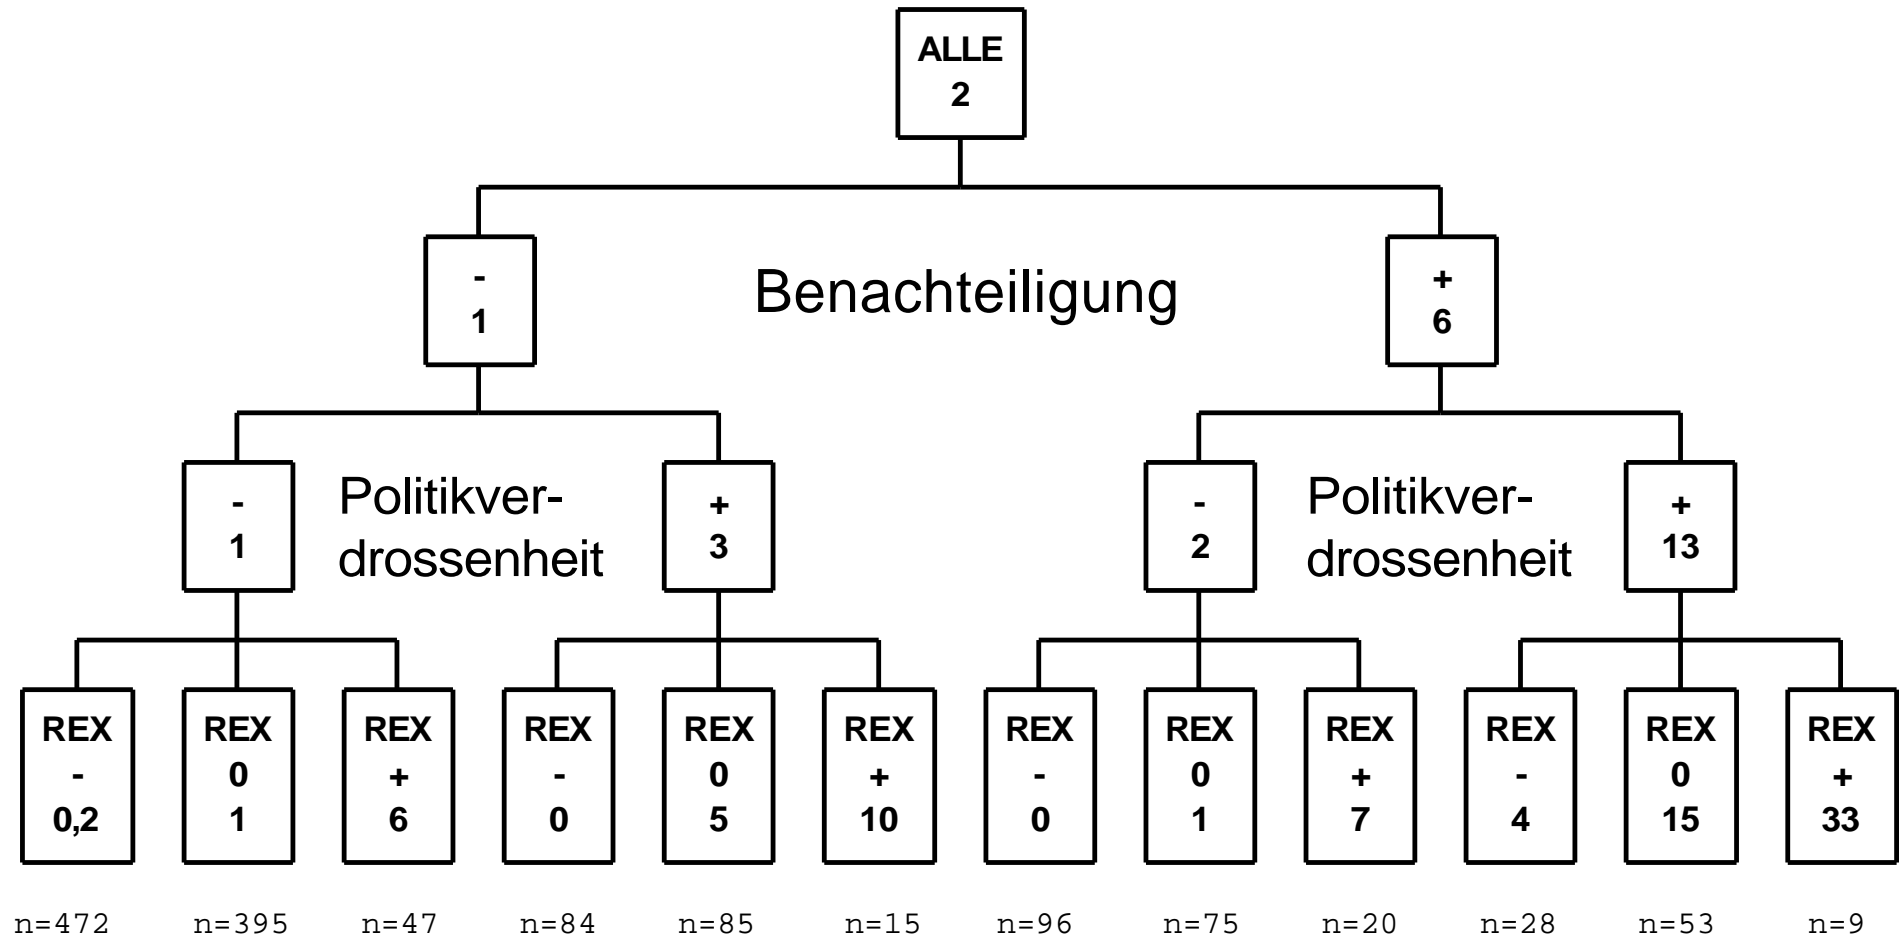 ALLE
2
-
1
Benachteiligung
+
6
-
1
Politikver-
drossenheit
+
3
-
2
Politikver-
drossenheit
+
13
REX
-
0,2
REX
0
1
REX
+
6
REX
-
0
REX
0
5
REX
+
10
REX
-
0
REX
0
1
REX
+
7
REX
-
4
REX
0
15
REX
+
33
n=472 n=395 n=47 n=84 n=85 n=15 n=96 n=75 n=20 n=28 n=53 n=9